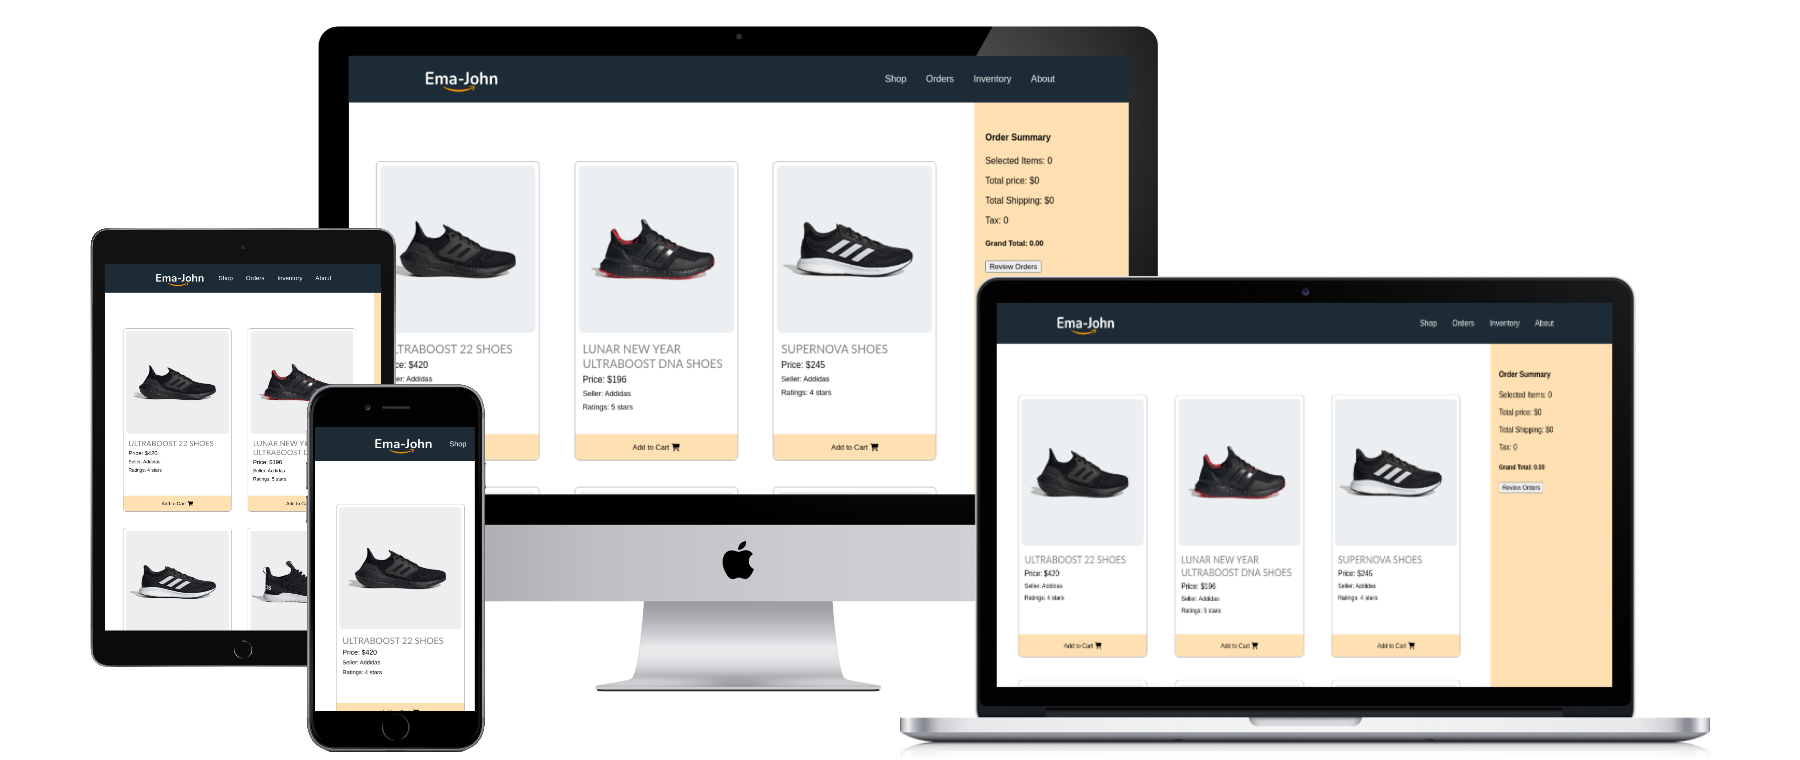 Ema-John
Shop Orders Inventory About
Order Summary
Selected Items: 0
Total price: $0
Total Shipping: $0
Tax: 0
Grand Total: 0.00
Review Orders
LTRABOOST 22 SHOES
ce: $420
er: Addidas
LUNAR NEW YEAR
ULTRABOOST DNA SHOES
Price: $196
Seller: Addidas
Ratings: 5 stars
Add to Cart
SUPERNOVA SHOES
Price: $245
Seller: Addidas
Ratings: 4 stars
Add to Cart
Ema-John
Shop Orders Inventory About
ULTRABOOST 22 SHOES
Price: $420
Seller: Addidas
Ratings: 4 stars
Add to Cart
LUNAR NEW YE
ULTRABOOST D
Price: $196
Seller: Addidas
Ratings: 5 stars
Add to C
Ema-John
Shop
ULTRABOOST 22 SHOES
Price: $420
Seller: Addidas
Ratings: 4 stars
Ema-John
Shop Orders Inventory About
Order Summary
Selected Items: 0
Total price: $0
Total Shipping: $0
Tax: 0
Grand Total: 0.00
Review Orders
ULTRABOOST 22 SHOES
Price: $420
Seller: Addidas
Ratings: 4 stars
Add to Cart
LUNAR NEW YEAR
ULTRABOOST DNA SHOES
Price: $196
Seller: Addidas
Ratings: 5 stars
Add to Cart
SUPERNOVA SHOES
Price: $245
Seller: Addidas
Ratings: 4 stars
Add to Cart